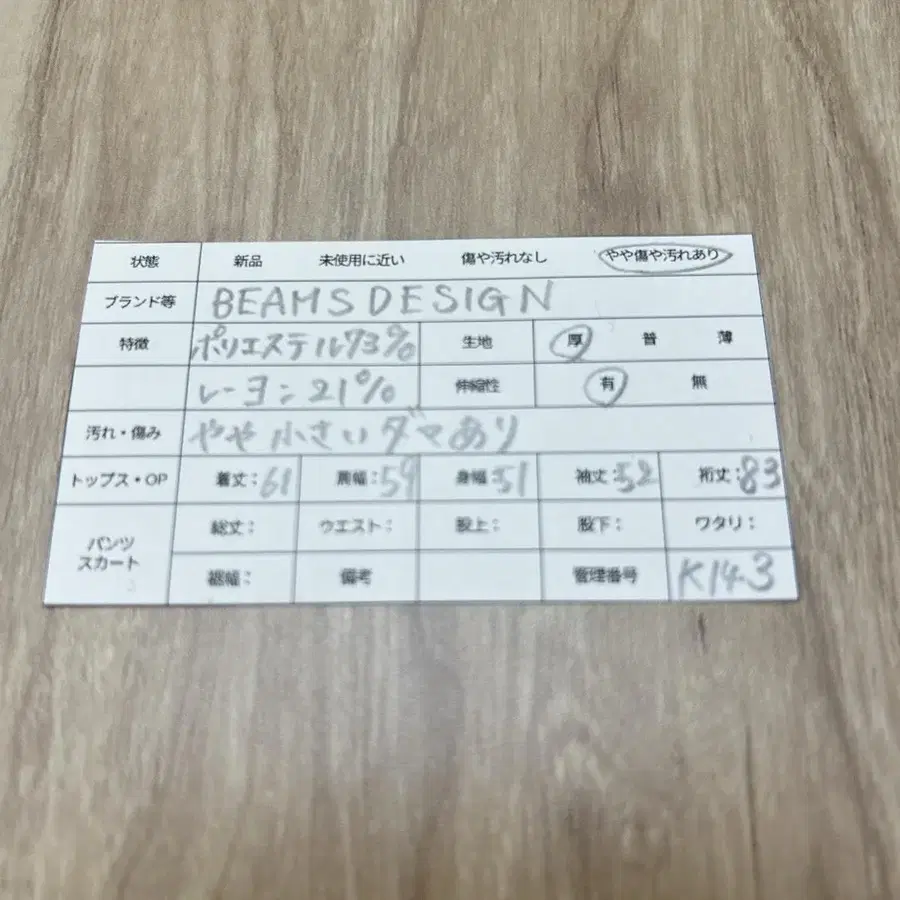 状態 新品 未使用に近い 傷や汚れなし やや傷や汚れあり
ブランド等 BEAMS DESIGN
特徴 ポリエステル73% 生地 厚 普 薄
レーヨン21% 伸縮性 有 無
汚れ・傷み やや小さいダマあり
トップス・OP 着丈:61 肩幅:59 身幅:51 袖丈:52 裄丈:83
パンツ
スカート
総丈: ウエスト: 股上: 股下: ワタリ:
裾幅: 備考 管理番号 K143